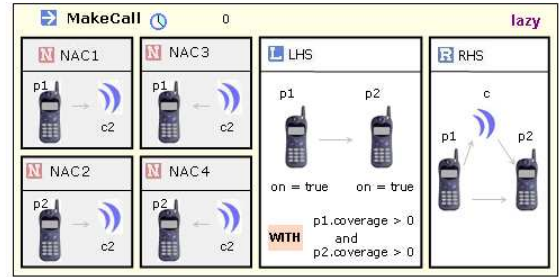 MakeCall 0 lazy
N NAC1
p1
c2
N NAC3
p1
c2
N NAC2
p2
c2
N NAC4
p2
c2
L LHS
p1 p2
on = true on = true
WITH p1.coverage > 0
and
p2.coverage > 0
R RHS
c
p1 p2